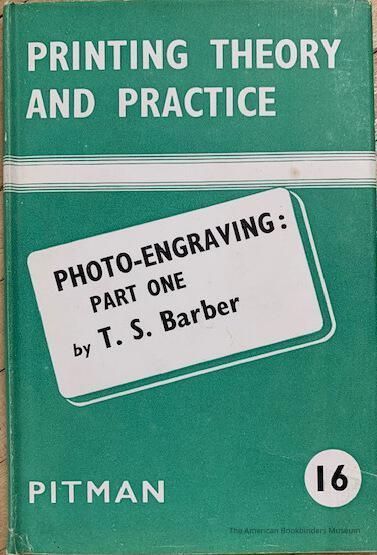 PRINTING THEORY
AND PRACTICE
PHOTO-ENGRAVING:
PART ONE
by T. S. Barber
PITMAN
16
The American Bookbinders Museum